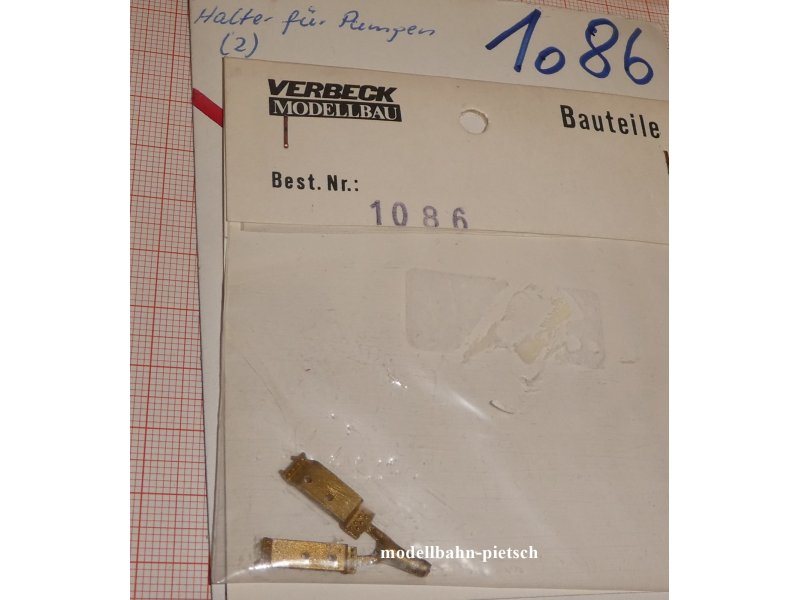 Halter für Pumpen
(2)
1086
VERBECK
MODELLBAU
Bauteile
Best.Nr.:
1086
modellbahn-pietsch